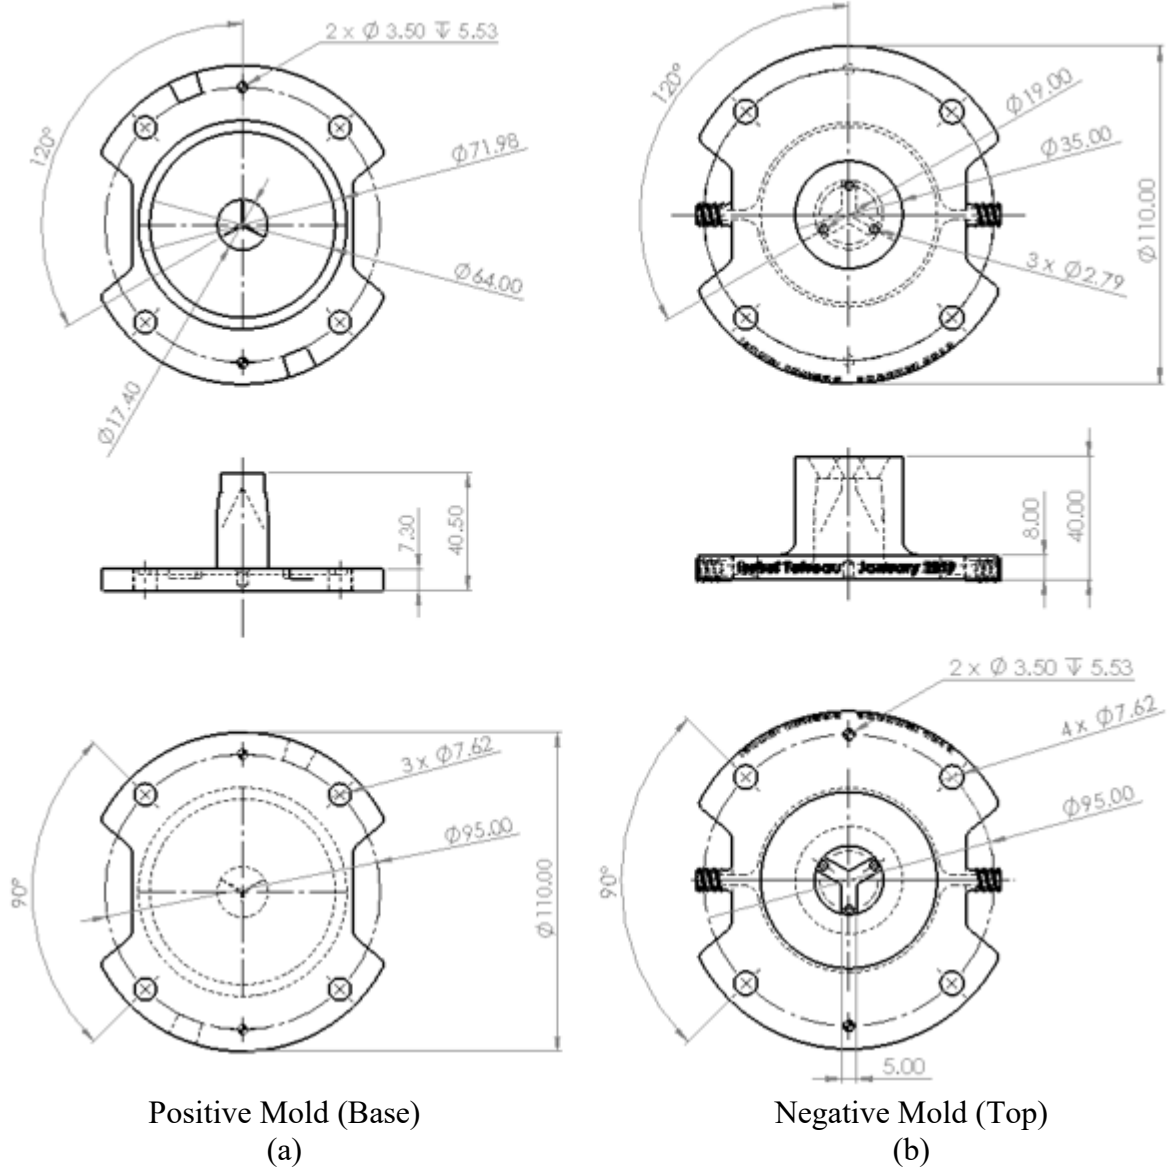 2 x Ø 3.50 ↧ 5.53
120°
Ø71.98
Ø64.00
Ø17.40
7.30
40.50
3 x Ø7.62
Ø95.00
90°
Ø110.00
Positive Mold (Base)
(a)
120°
Ø19.00
Ø35.00
Ø110.00
3 x Ø2.79
8.00
40.00
January
2 x Ø 3.50 ↧ 5.53
4x Ø7.62
Ø95.00
90°
5.00
Negative Mold (Top)
(b)